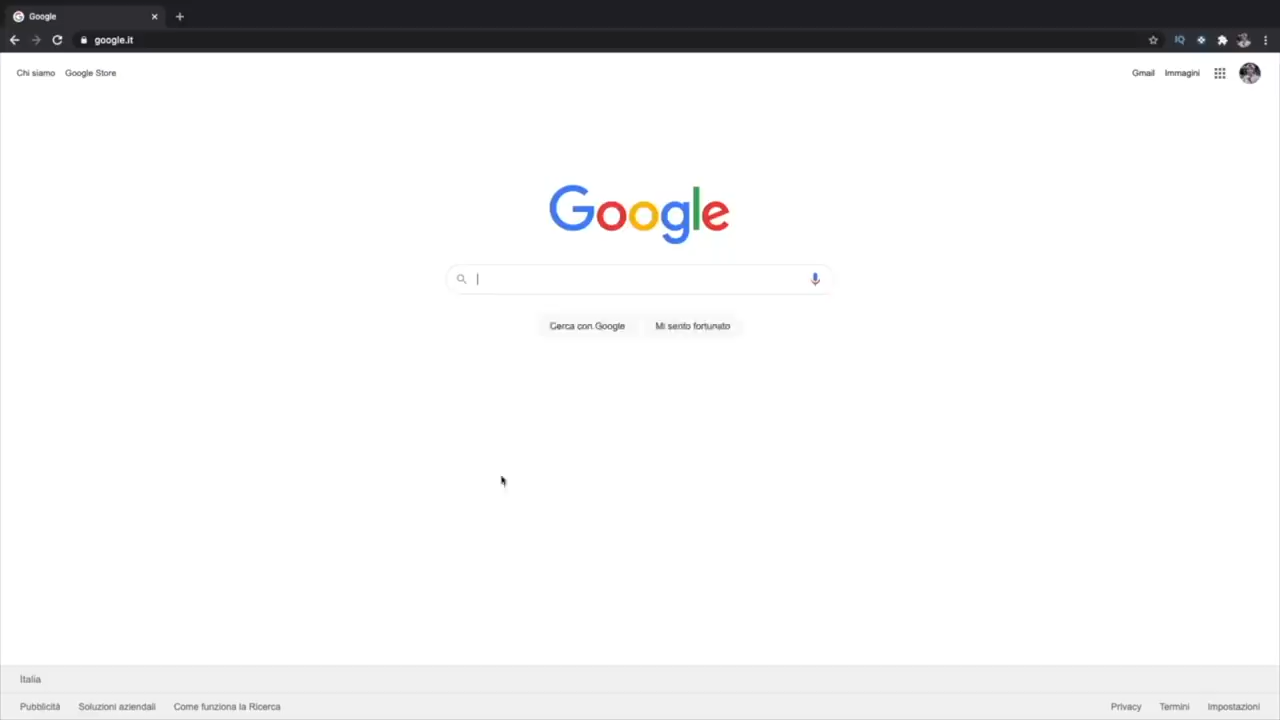 Google
google.it
IQ
Chi siamo Google Store
Gmail Immagini
Google
Cerca con Google Mi sento fortunato
Italia
Pubblicità Soluzioni aziendali Come funziona la Ricerca
Privacy Termini Impostazioni